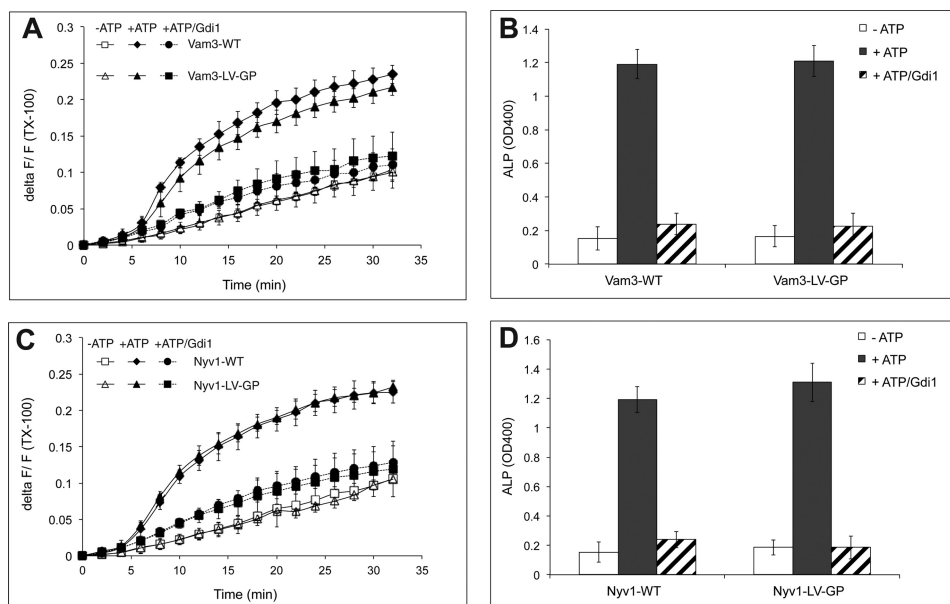 A
0.3
0.25
0.2
0.15
0.1
0.05
0
-ATP +ATP +ATP/Gdi1
Vam3-WT
Vam3-LV-GP
delta F/ F (TX-100)
0 5 10 15 20 25 30 35
Time (min)
B
1.4
1.2
1
0.8
0.6
0.4
0.2
0
- ATP
+ ATP
+ ATP/Gdi1
ALP (OD400)
Vam3-WT Vam3-LV-GP
C
0.3
0.25
0.2
0.15
0.1
0.05
0
-ATP +ATP +ATP/Gdi1
Nyv1-WT
Nyv1-LV-GP
delta F/ F (TX-100)
0 5 10 15 20 25 30 35
Time (min)
D
1.6
1.4
1.2
1
0.8
0.6
0.4
0.2
0
- ATP
+ ATP
+ ATP/Gdi1
ALP (OD400)
Nyv1-WT Nyv1-LV-GP